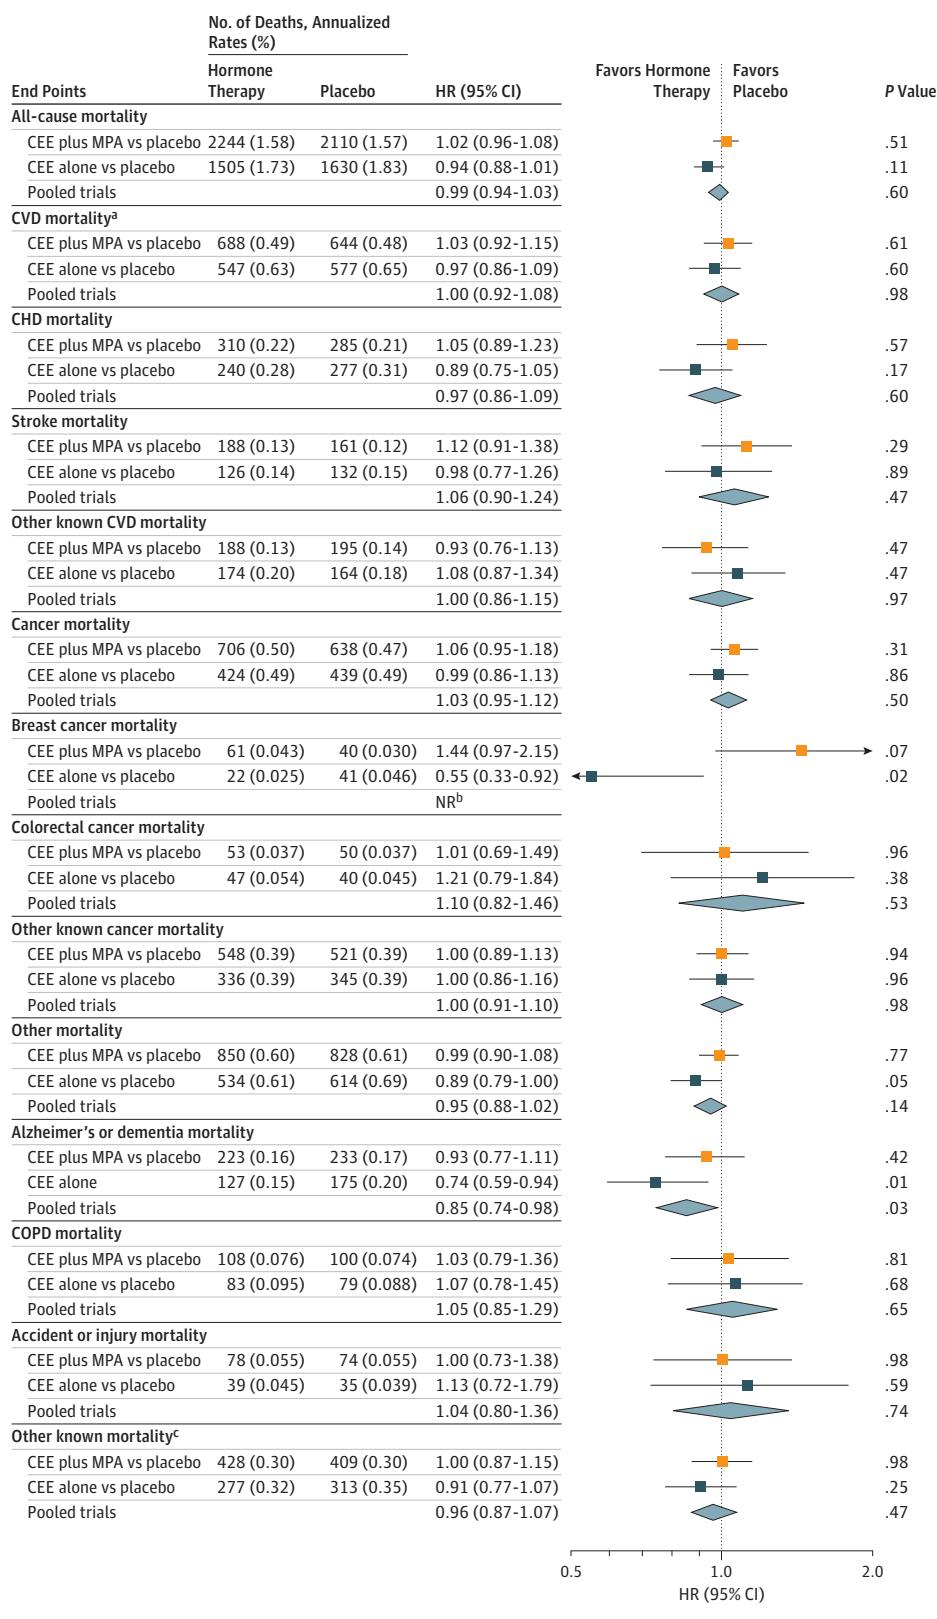 No. of Deaths, Annualized
Rates (%)
Hormone Favors Hormone Favors
End Points Therapy Placebo HR (95% CI) Therapy Placebo P Value
All-cause mortality
CEE plus MPA vs placebo 2244 (1.58) 2110 (1.57) 1.02 (0.96-1.08) .51
CEE alone vs placebo 1505 (1.73) 1630 (1.83) 0.94 (0.88-1.01) .11
Pooled trials 0.99 (0.94-1.03) .60
CVD mortalitya
CEE plus MPA vs placebo 688 (0.49) 644 (0.48) 1.03 (0.92-1.15) .61
CEE alone vs placebo 547 (0.63) 577 (0.65) 0.97 (0.86-1.09) .60
Pooled trials 1.00 (0.92-1.08) .98
CHD mortality
CEE plus MPA vs placebo 310 (0.22) 285 (0.21) 1.05 (0.89-1.23) .57
CEE alone vs placebo 240 (0.28) 277 (0.31) 0.89 (0.75-1.05) .17
Pooled trials 0.97 (0.86-1.09) .60
Stroke mortality
CEE plus MPA vs placebo 188 (0.13) 161 (0.12) 1.12 (0.91-1.38) .29
CEE alone vs placebo 126 (0.14) 132 (0.15) 0.98 (0.77-1.26) .89
Pooled trials 1.06 (0.90-1.24) .47
Other known CVD mortality
CEE plus MPA vs placebo 188 (0.13) 195 (0.14) 0.93 (0.76-1.13) .47
CEE alone vs placebo 174 (0.20) 164 (0.18) 1.08 (0.87-1.34) .47
Pooled trials 1.00 (0.86-1.15) .97
Cancer mortality
CEE plus MPA vs placebo 706 (0.50) 638 (0.47) 1.06 (0.95-1.18) .31
CEE alone vs placebo 424 (0.49) 439 (0.49) 0.99 (0.86-1.13) .86
Pooled trials 1.03 (0.95-1.12) .50
Breast cancer mortality
CEE plus MPA vs placebo 61 (0.043) 40 (0.030) 1.44 (0.97-2.15) .07
CEE alone vs placebo 22 (0.025) 41 (0.046) 0.55 (0.33-0.92) .02
Pooled trials NRb
Colorectal cancer mortality
CEE plus MPA vs placebo 53 (0.037) 50 (0.037) 1.01 (0.69-1.49) .96
CEE alone vs placebo 47 (0.054) 40 (0.045) 1.21 (0.79-1.84) .38
Pooled trials 1.10 (0.82-1.46) .53
Other known cancer mortality
CEE plus MPA vs placebo 548 (0.39) 521 (0.39) 1.00 (0.89-1.13) .94
CEE alone vs placebo 336 (0.39) 345 (0.39) 1.00 (0.86-1.16) .96
Pooled trials 1.00 (0.91-1.10) .98
Other mortality
CEE plus MPA vs placebo 850 (0.60) 828 (0.61) 0.99 (0.90-1.08) .77
CEE alone vs placebo 534 (0.61) 614 (0.69) 0.89 (0.79-1.00) .05
Pooled trials 0.95 (0.88-1.02) .14
Alzheimer's or dementia mortality
CEE plus MPA vs placebo 223 (0.16) 233 (0.17) 0.93 (0.77-1.11) .42
CEE alone 127 (0.15) 175 (0.20) 0.74 (0.59-0.94) .01
Pooled trials 0.85 (0.74-0.98) .03
COPD mortality
CEE plus MPA vs placebo 108 (0.076) 100 (0.074) 1.03 (0.79-1.36) .81
CEE alone vs placebo 83 (0.095) 79 (0.088) 1.07 (0.78-1.45) .68
Pooled trials 1.05 (0.85-1.29) .65
Accident or injury mortality
CEE plus MPA vs placebo 78 (0.055) 74 (0.055) 1.00 (0.73-1.38) .98
CEE alone vs placebo 39 (0.045) 35 (0.039) 1.13 (0.72-1.79) .59
Pooled trials 1.04 (0.80-1.36) .74
Other known mortalityc
CEE plus MPA vs placebo 428 (0.30) 409 (0.30) 1.00 (0.87-1.15) .98
CEE alone vs placebo 277 (0.32) 313 (0.35) 0.91 (0.77-1.07) .25
Pooled trials 0.96 (0.87-1.07) .47
0.5 1.0 2.0
HR (95% CI)